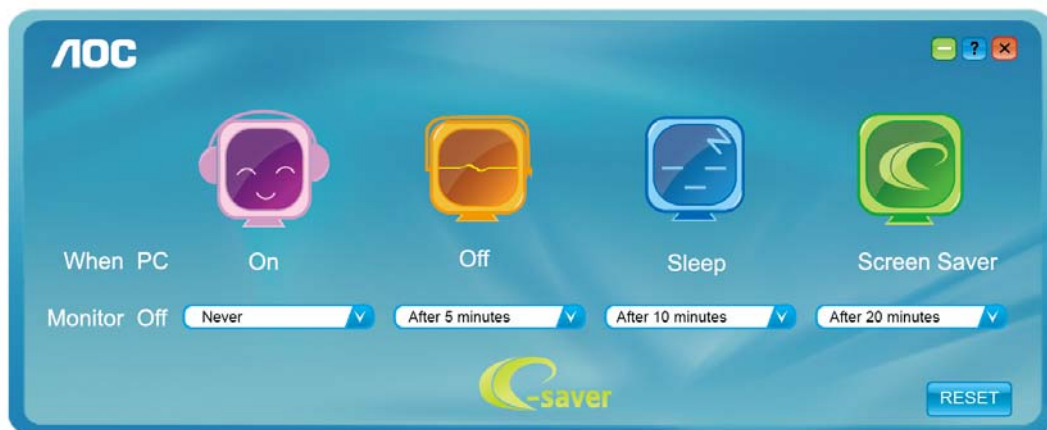 AOC
?
When PC On Off Sleep Screen Saver
Monitor Off Never After 5 minutes After 10 minutes After 20 minutes
e-saver
RESET